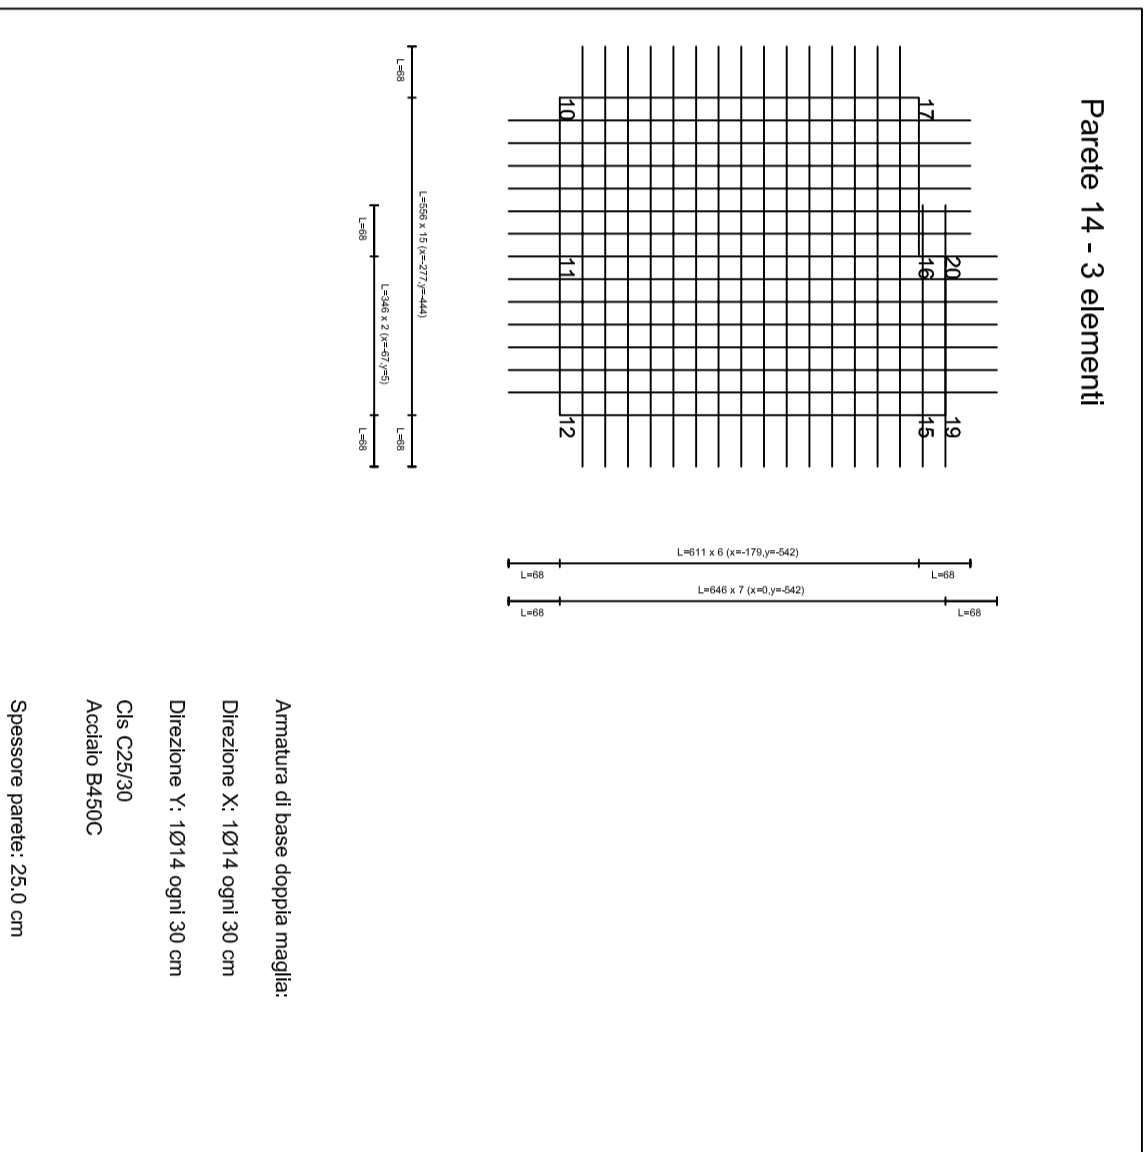 Parete 14 - 3 elementi
17
10
20
16
11
19
15
12
L=68
L=556 x 15 (x=-277,y=-444)
L=68
L=68
L=346 x 2 (x=-67,y=5)
L=68
L=611 x 6 (x=-179,y=-542)
L=68
L=68
L=646 x 7 (x=0,y=-542)
L=68
L=68
Armatura di base doppia maglia:
Direzione X: 1Ø14 ogni 30 cm
Direzione Y: 1Ø14 ogni 30 cm
Cls C25/30
Acciaio B450C
Spessore parete: 25.0 cm